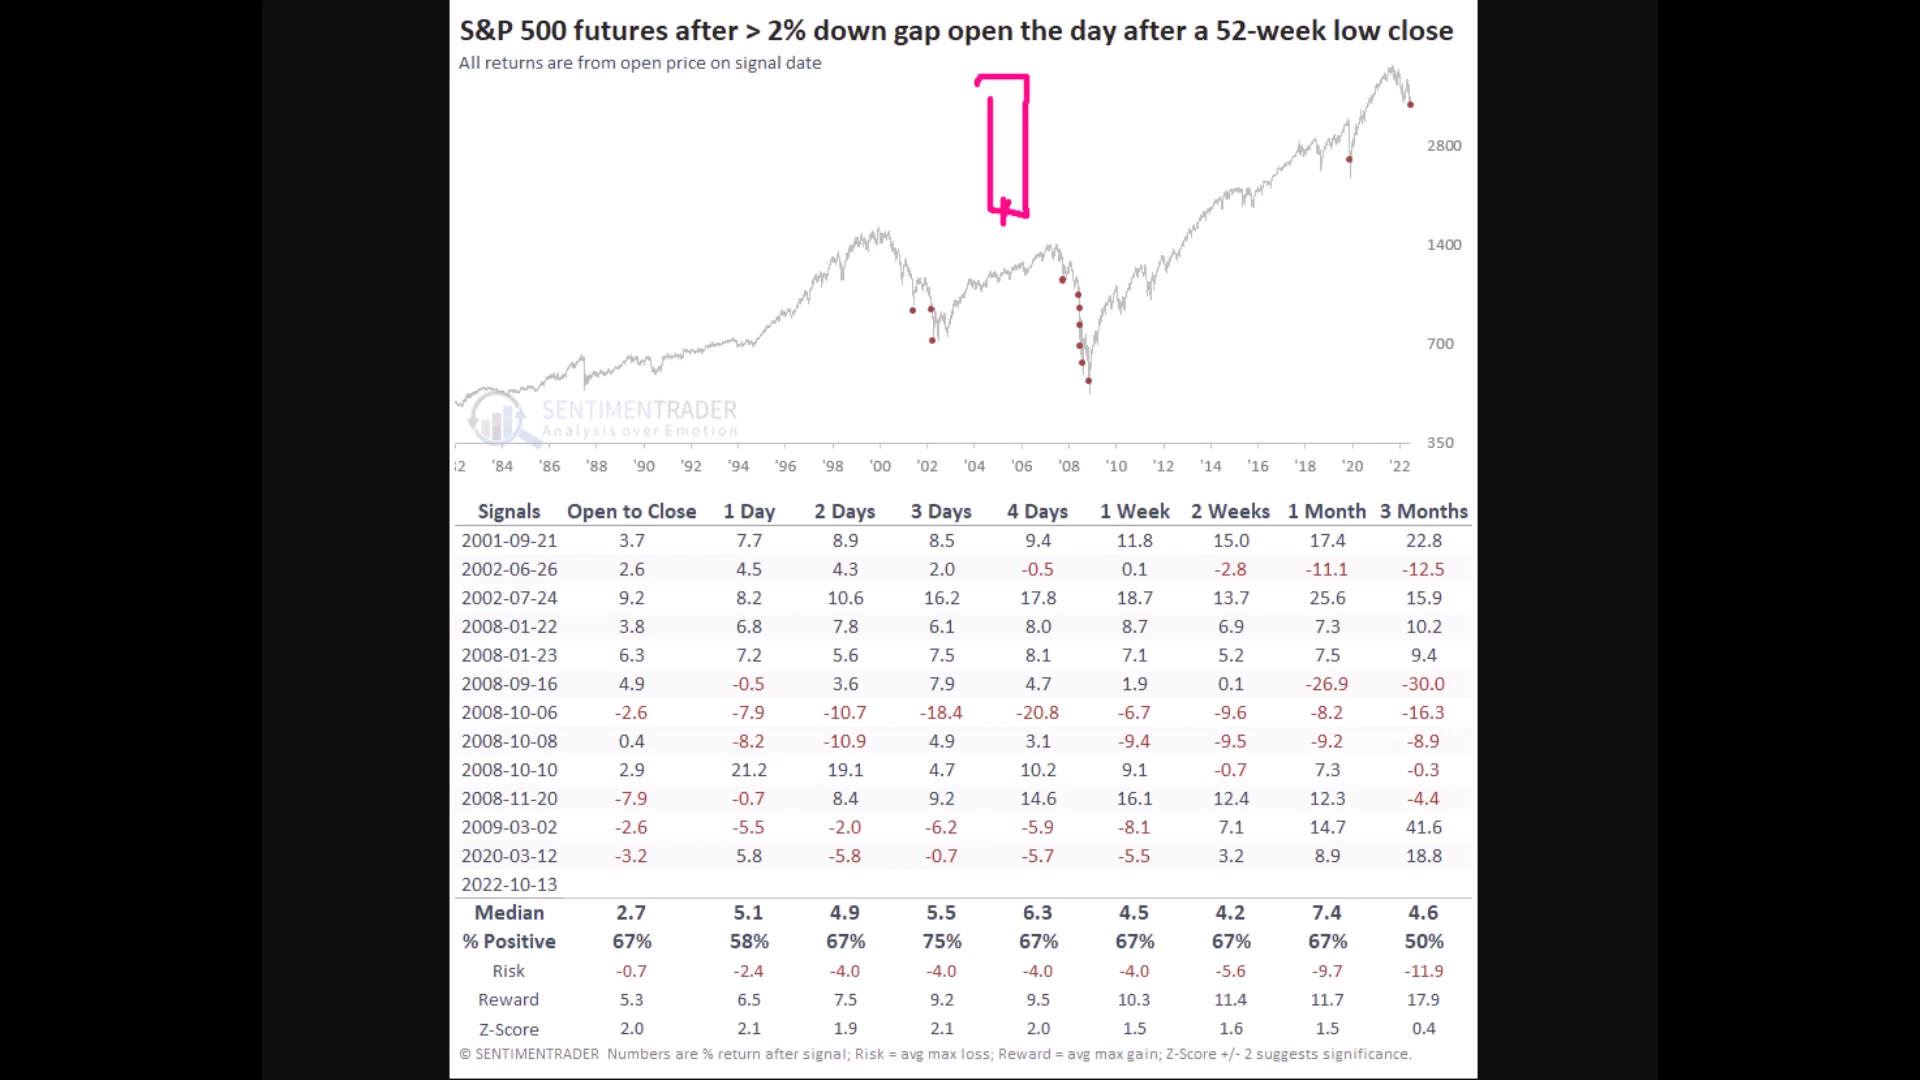 S&P 500 futures after > 2% down gap open the day after a 52-week low close
All returns are from open price on signal date
2800
1400
700
350
SENTIMENTRADER
Analysis over Emotion
'84 '86 '88 '90 '92 '94 '96 '98 '00 '02 '04 '06 '08 '10 '12 '14 '16 '18 '20 '22
Signals Open to Close 1 Day 2 Days 3 Days 4 Days 1 Week 2 Weeks 1 Month 3 Months
2001-09-21 3.7 7.7 8.9 8.5 9.4 11.8 15.0 17.4 22.8
2002-06-26 2.6 4.5 4.3 2.0 -0.5 0.1 -2.8 -11.1 -12.5
2002-07-24 9.2 8.2 10.6 16.2 17.8 18.7 13.7 25.6 15.9
2008-01-22 3.8 6.8 7.8 6.1 8.0 8.7 6.9 7.3 10.2
2008-01-23 6.3 7.2 5.6 7.5 8.1 7.1 5.2 7.5 9.4
2008-09-16 4.9 -0.5 3.6 7.9 4.7 1.9 0.1 -26.9 -30.0
2008-10-06 -2.6 -7.9 -10.7 -18.4 -20.8 -6.7 -9.6 -8.2 -16.3
2008-10-08 0.4 -8.2 -10.9 4.9 3.1 -9.4 -9.5 -9.2 -8.9
2008-10-10 2.9 21.2 19.1 4.7 10.2 9.1 -0.7 7.3 -0.3
2008-11-20 -7.9 -0.7 8.4 9.2 14.6 16.1 12.4 12.3 -4.4
2009-03-02 -2.6 -5.5 -2.0 -6.2 -5.9 -8.1 7.1 14.7 41.6
2020-03-12 -3.2 5.8 -5.8 -0.7 -5.7 -5.5 3.2 8.9 18.8
2022-10-13
Median 2.7 5.1 4.9 5.5 6.3 4.5 4.2 7.4 4.6
% Positive 67% 58% 67% 75% 67% 67% 67% 67% 50%
Risk -0.7 -2.4 -4.0 -4.0 -4.0 -4.0 -5.6 -9.7 -11.9
Reward 5.3 6.5 7.5 9.2 9.5 10.3 11.4 11.7 17.9
Z-Score 2.0 2.1 1.9 2.1 2.0 1.5 1.6 1.5 0.4
© SENTIMENTRADER Numbers are % return after signal; Risk = avg max loss; Reward = avg max gain; Z-Score +/- 2 suggests significance.